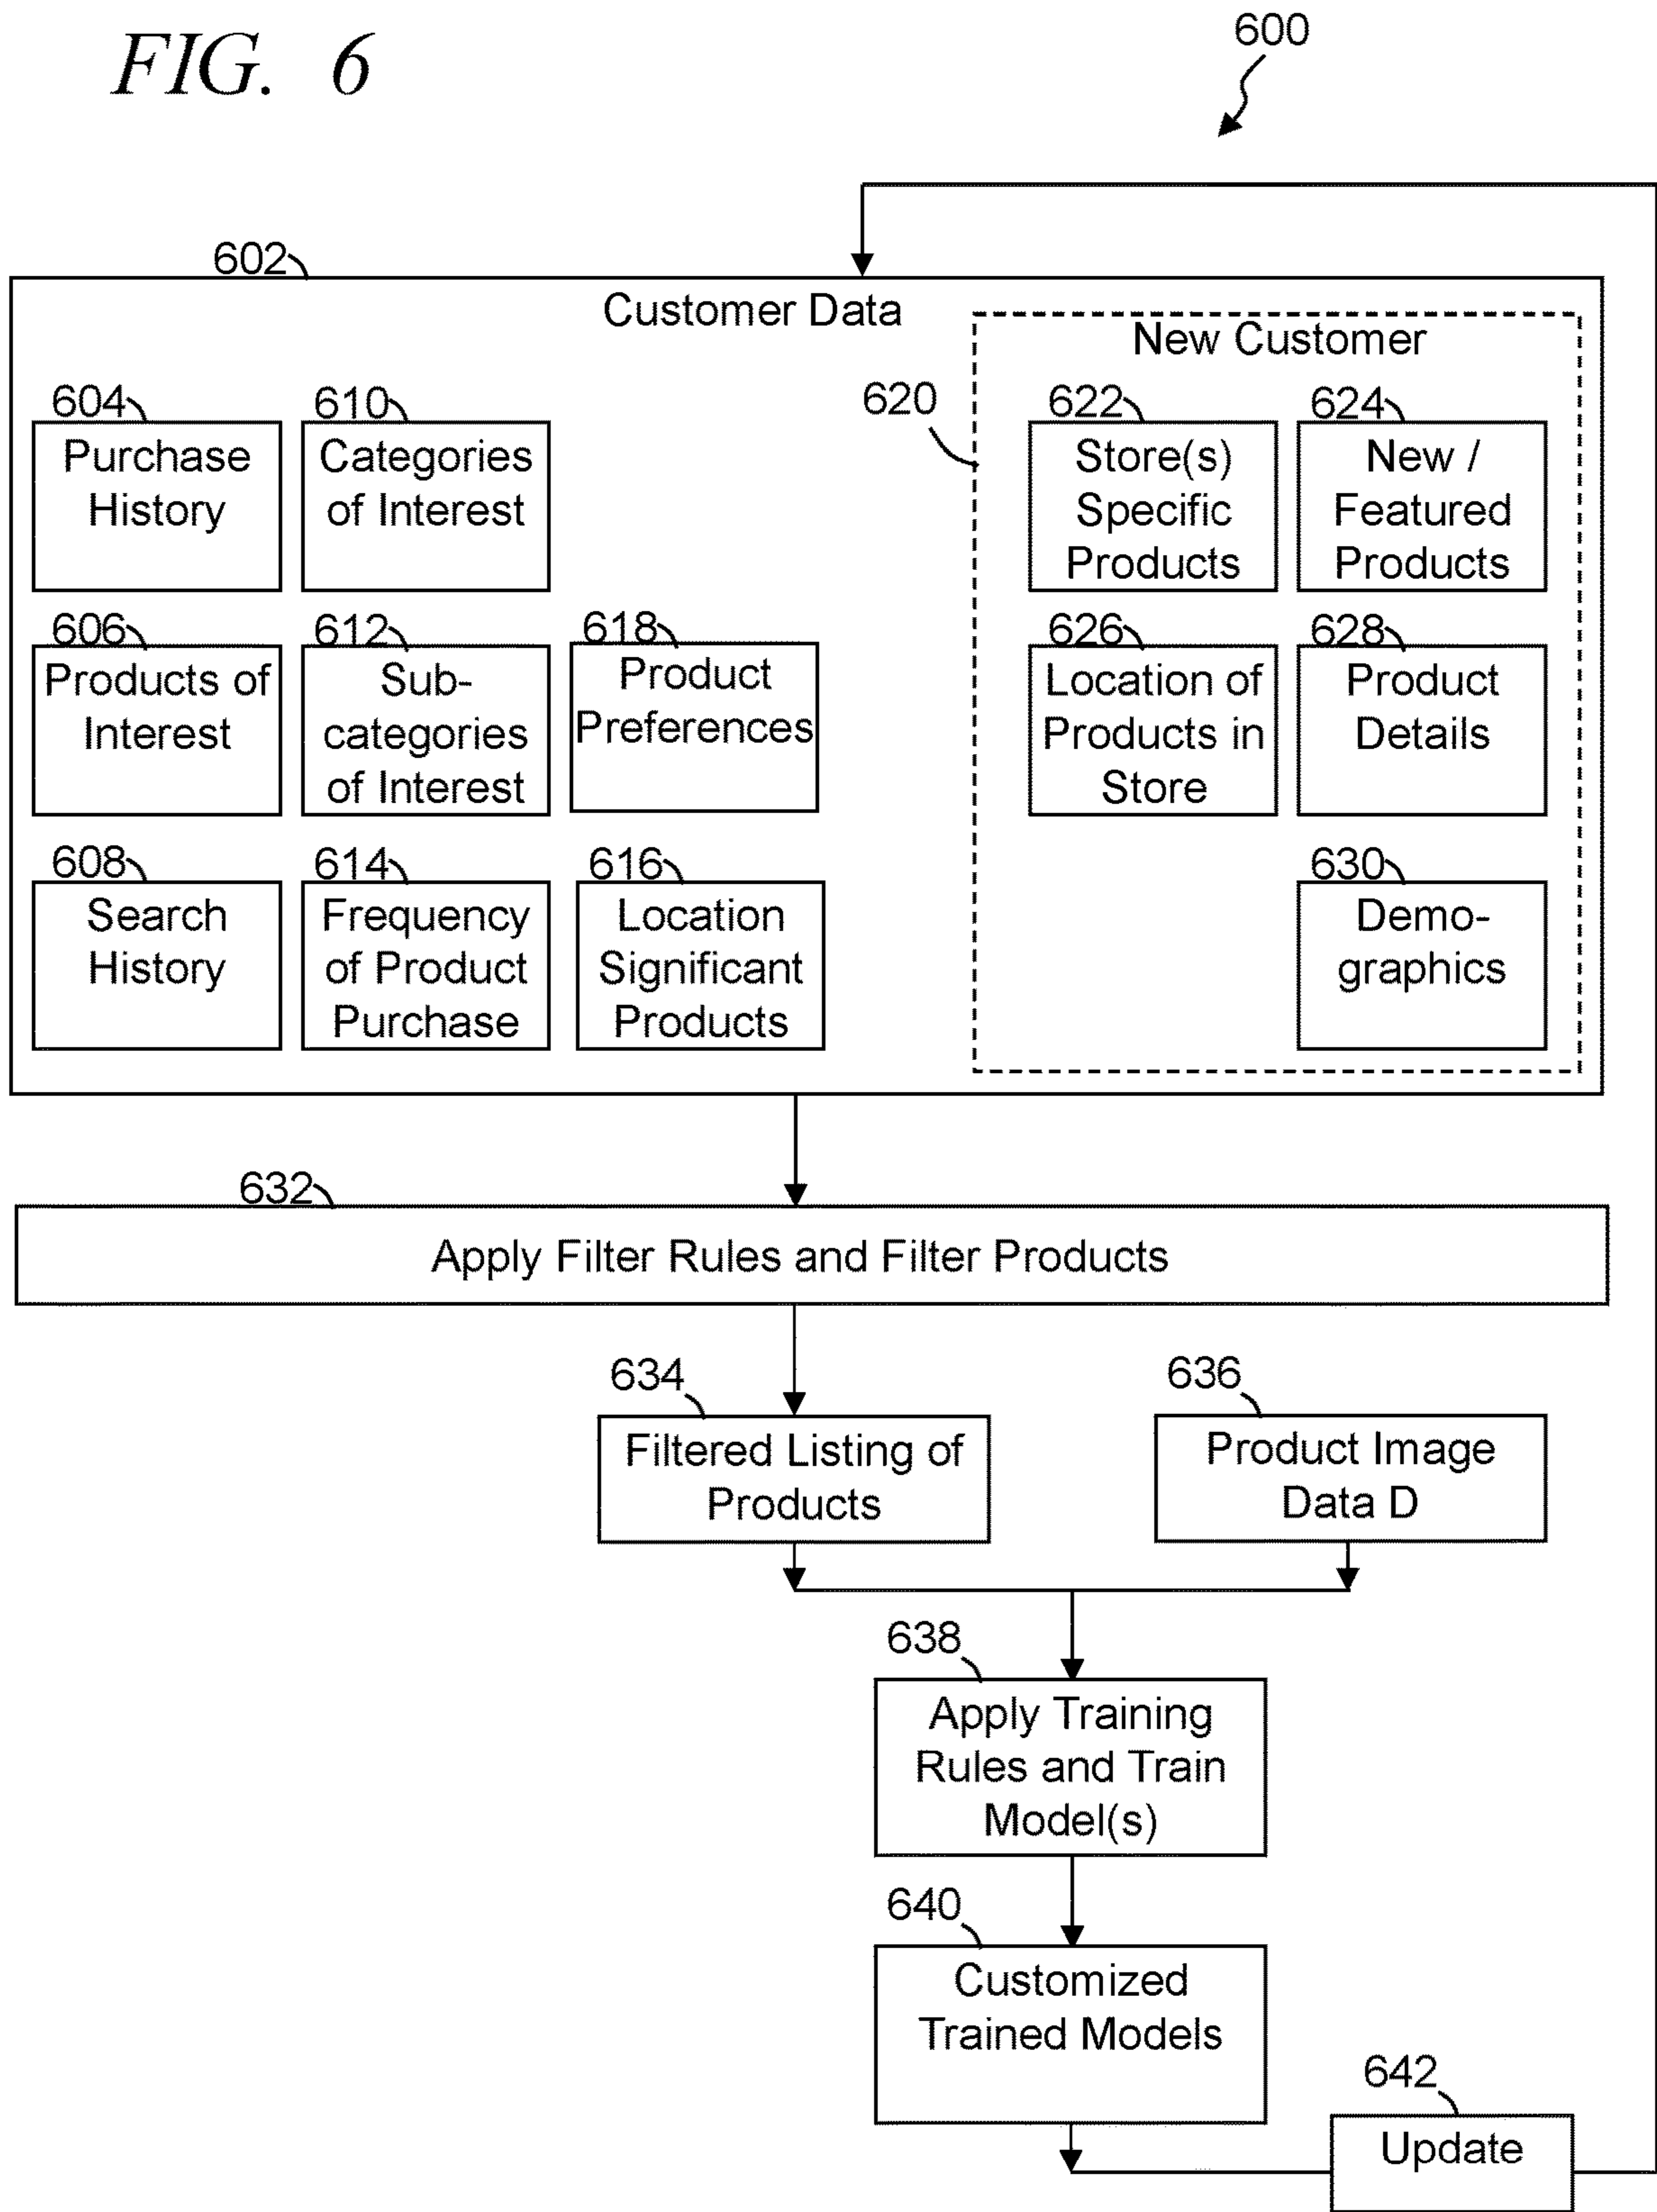 FIG. 6
600
602
Customer Data
New Customer
620
604
Purchase
History
610
Categories
of Interest
622
Store(s)
Specific
Products
624
New /
Featured
Products
606
Products of
Interest
612
Sub-
categories
of Interest
618
Product
Preferences
626
Location of
Products in
Store
628
Product
Details
608
Search
History
614
Frequency
of Product
Purchase
616
Location
Significant
Products
630
Demo-
graphics
632
Apply Filter Rules and Filter Products
634
Filtered Listing of
Products
636
Product Image
Data D
638
Apply Training
Rules and Train
Model(s)
640
Customized
Trained Models
642
Update